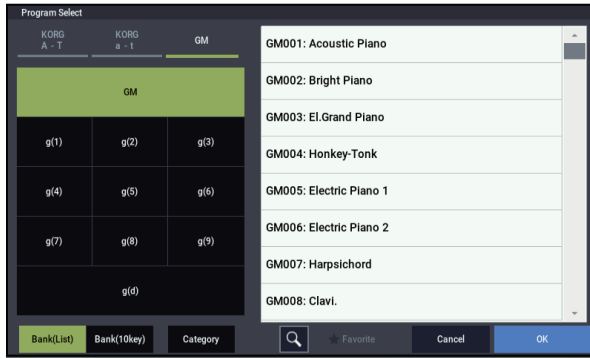 Program Select
KORG
A - T
KORG
a - t
GM
GM
g(1)
g(2)
g(3)
g(4)
g(5)
g(6)
g(7)
g(8)
g(9)
g(d)
GM001: Acoustic Piano
GM002: Bright Piano
GM003: El.Grand Piano
GM004: Honkey-Tonk
GM005: Electric Piano 1
GM006: Electric Piano 2
GM007: Harpsichord
GM008: Clavi.
Bank(List)
Bank(10key)
Category
Favorite
Cancel
OK